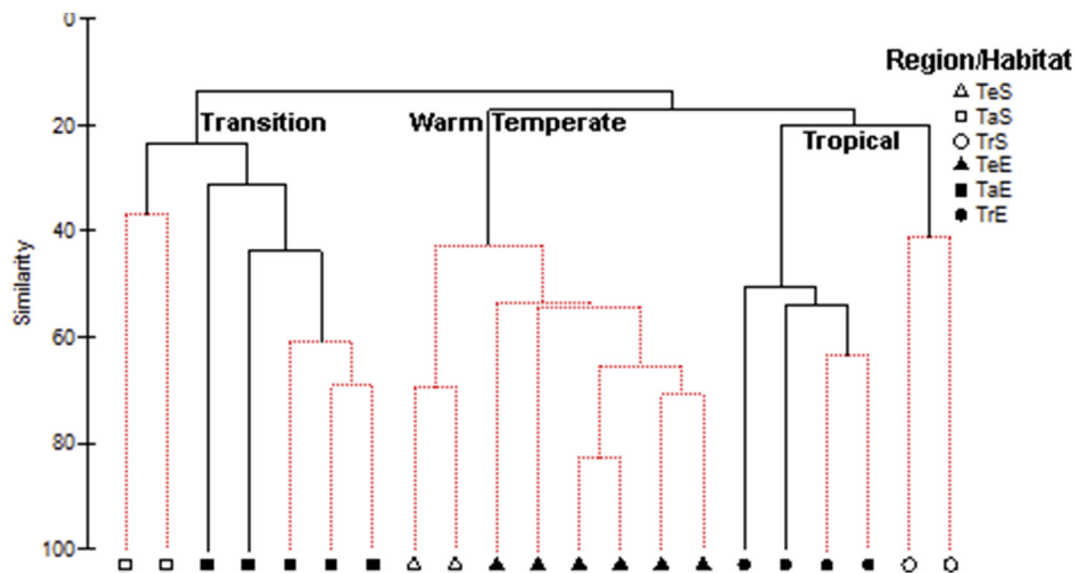 0
20
40
60
80
100
Similarity
Transition
Warm Temperate
Tropical
Region/Habitat
TeS
TaS
TrS
TeE
TaE
TrE